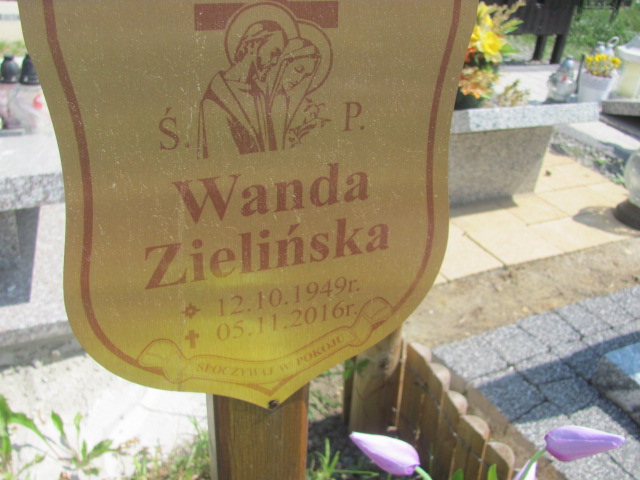 Ś. P.
Wanda
Zielińska
12.10.1949r.
05.11.2016r.
SPOCZYWAJ W POKOJU